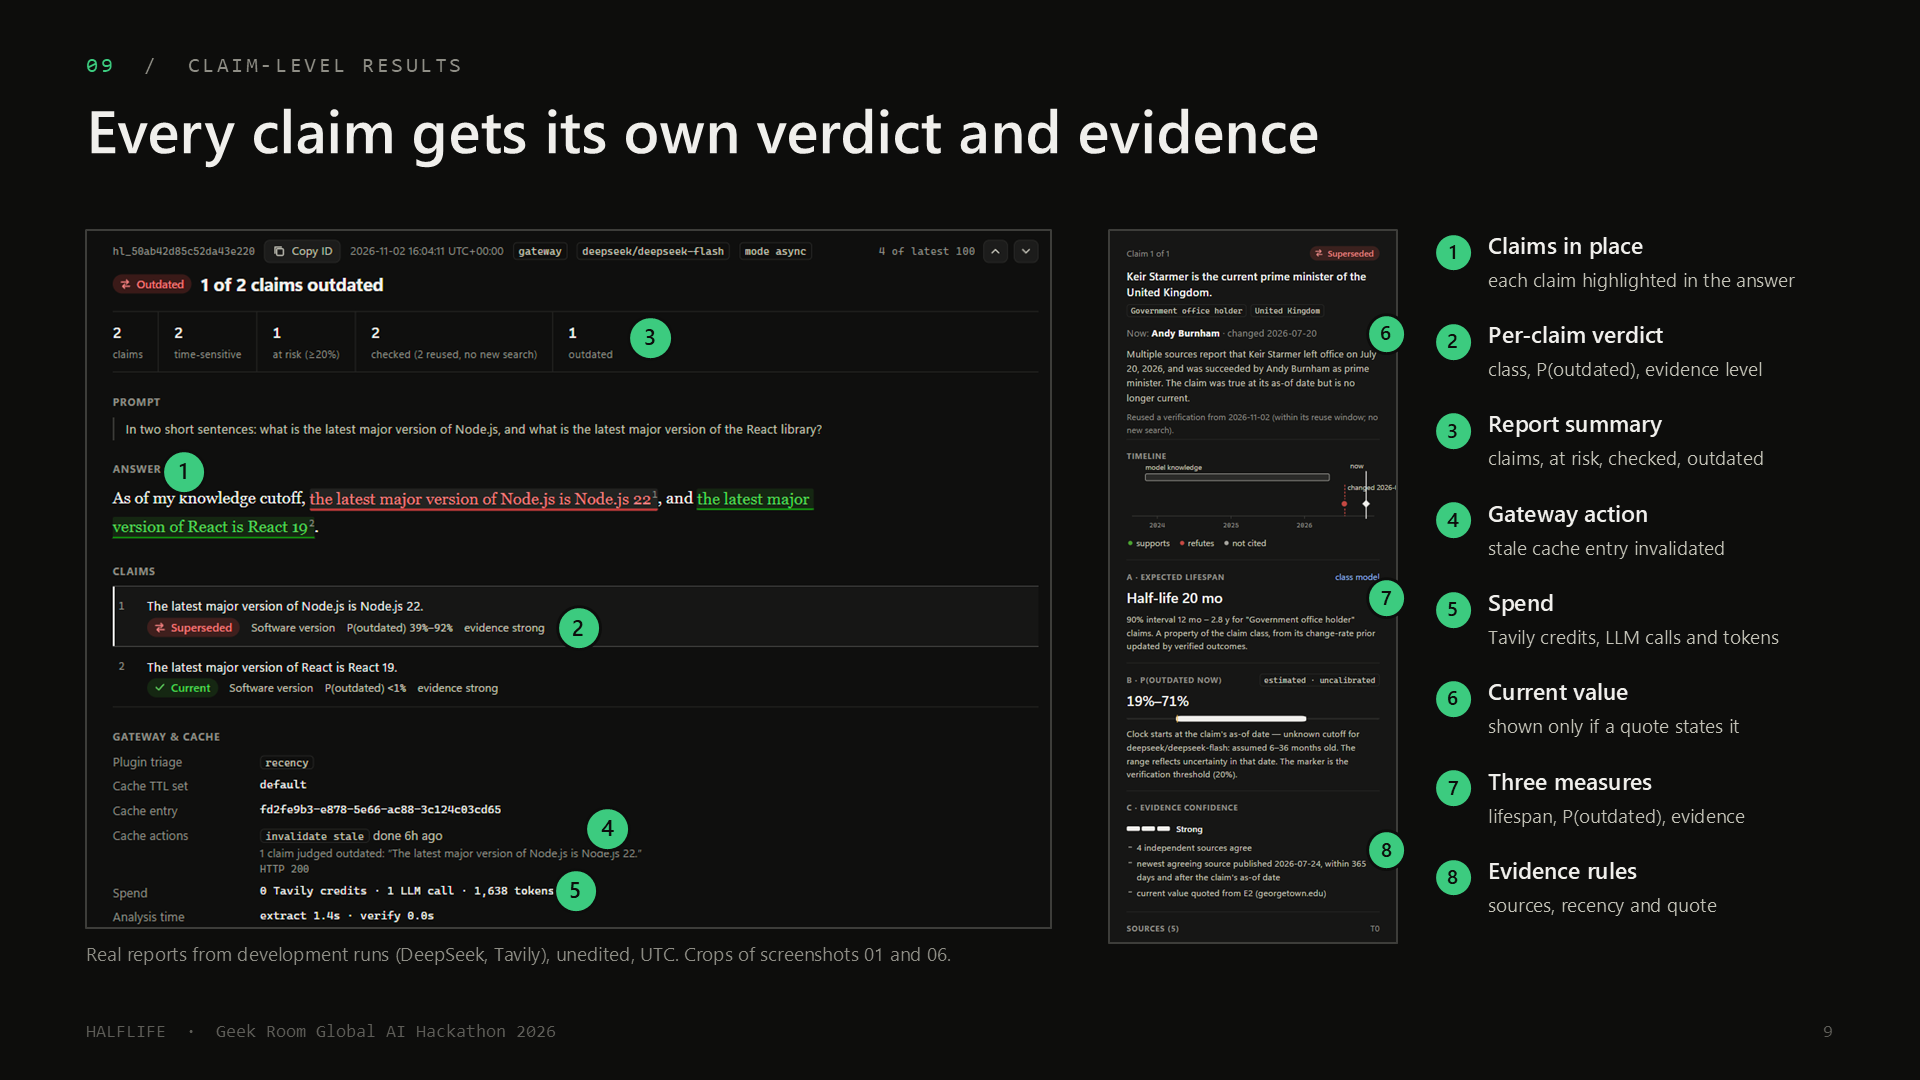 09 / CLAIM-LEVEL RESULTS
Every claim gets its own verdict and evidence
hl_50ab42d85c52da43e220 Copy ID 2026-11-02 16:04:11 UTC+00:00 gateway deepseek/deepseek-flash mode async 4 of latest 100
Outdated 1 of 2 claims outdated
2 2 1 2 1
claims time-sensitive at risk (≥20%) checked (2 reused, no new search) outdated
3
PROMPT
In two short sentences: what is the latest major version of Node.js, and what is the latest major version of the React library?
ANSWER 1
As of my knowledge cutoff, the latest major version of Node.js is Node.js 22¹, and the latest major
version of React is React 19².
CLAIMS
1 The latest major version of Node.js is Node.js 22.
Superseded Software version P(outdated) 39%–92% evidence strong 2
2 The latest major version of React is React 19.
Current Software version P(outdated) <1% evidence strong
GATEWAY & CACHE
Plugin triage recency
Cache TTL set default
Cache entry fd2fe9b3-e878-5e66-ac88-3c124c03cd65
Cache actions invalidate stale done 6h ago 4
1 claim judged outdated: "The latest major version of Node.js is Node.js 22."
HTTP 200
Spend 0 Tavily credits · 1 LLM call · 1,638 tokens 5
Analysis time extract 1.4s · verify 0.0s
Claim 1 of 1 Superseded
Keir Starmer is the current prime minister of the
United Kingdom.
Government office holder United Kingdom
Now: Andy Burnham · changed 2026-07-20 6
Multiple sources report that Keir Starmer left office on July
20, 2026, and was succeeded by Andy Burnham as prime
minister. The claim was true at its as-of date but is no
longer current.
Reused a verification from 2026-11-02 (within its reuse window; no
new search).
TIMELINE
model knowledge now
changed 2026-
2024 2025 2026
supports refutes not cited
A · EXPECTED LIFESPAN class model
Half-life 20 mo 7
90% interval 12 mo – 2.8 y for "Government office holder"
claims. A property of the claim class, from its change-rate prior
updated by verified outcomes.
B · P(OUTDATED NOW) estimated · uncalibrated
19%–71%
Clock starts at the claim's as-of date — unknown cutoff for
deepseek/deepseek-flash: assumed 6–36 months old. The
range reflects uncertainty in that date. The marker is the
verification threshold (20%).
C · EVIDENCE CONFIDENCE
Strong
- 4 independent sources agree 8
- newest agreeing source published 2026-07-24, within 365
days and after the claim's as-of date
- current value quoted from E2 (georgetown.edu)
SOURCES (5) T0
1 Claims in place
each claim highlighted in the answer
2 Per-claim verdict
class, P(outdated), evidence level
3 Report summary
claims, at risk, checked, outdated
4 Gateway action
stale cache entry invalidated
5 Spend
Tavily credits, LLM calls and tokens
6 Current value
shown only if a quote states it
7 Three measures
lifespan, P(outdated), evidence
8 Evidence rules
sources, recency and quote
Real reports from development runs (DeepSeek, Tavily), unedited, UTC. Crops of screenshots 01 and 06.
HALFLIFE · Geek Room Global AI Hackathon 2026
9